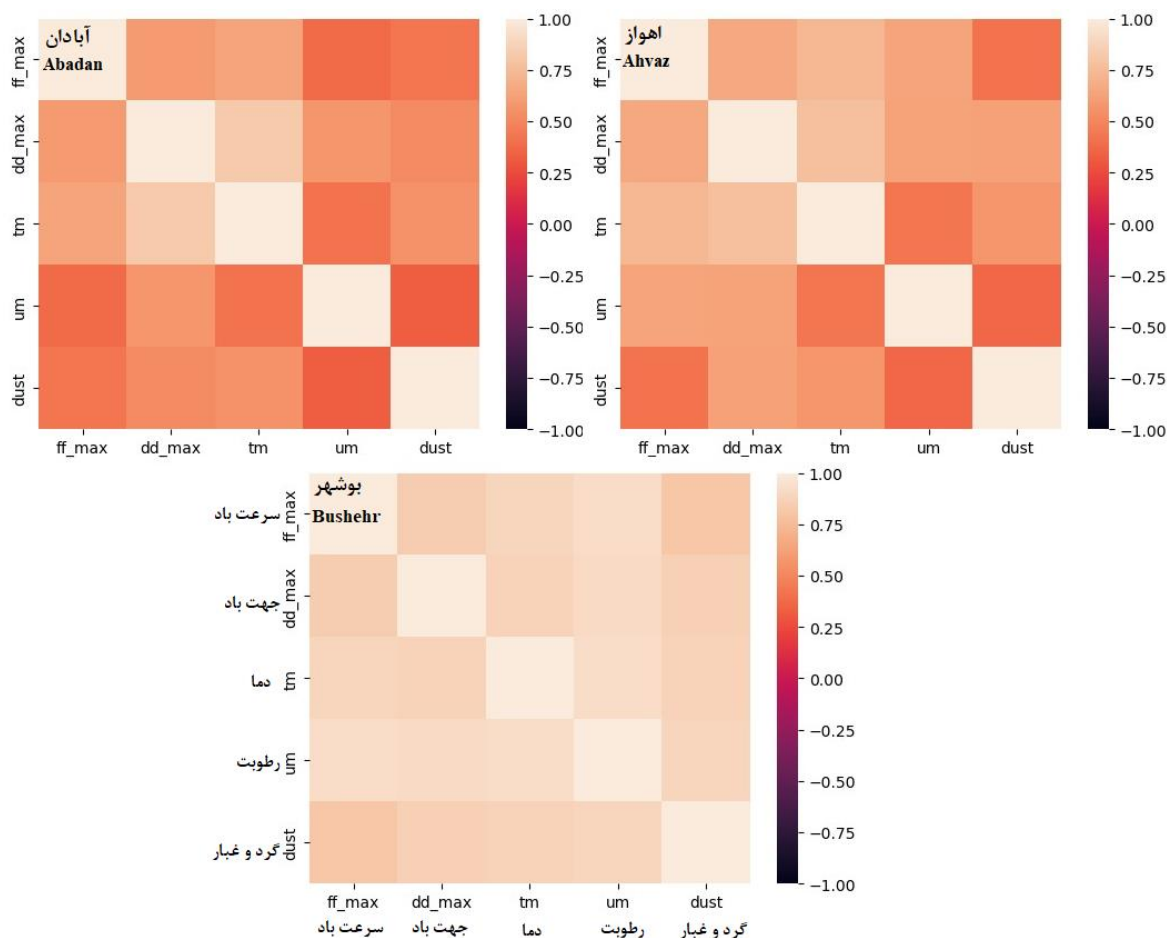 آبادان
Abadan
ff_max
dd_max
tm
um
dust
ff_max
dd_max
tm
um
dust
1.00
0.75
0.50
0.25
0.00
−0.25
−0.50
−0.75
−1.00
اهواز
Ahvaz
ff_max
dd_max
tm
um
dust
ff_max
dd_max
tm
um
dust
1.00
0.75
0.50
0.25
0.00
−0.25
−0.50
−0.75
−1.00
بوشهر
Bushehr
سرعت باد
ff_max
جهت باد
dd_max
دما
tm
رطوبت
um
گرد و غبار
dust
ff_max
dd_max
tm
um
dust
سرعت باد
جهت باد
دما
رطوبت
گرد و غبار
1.00
0.75
0.50
0.25
0.00
−0.25
−0.50
−0.75
−1.00